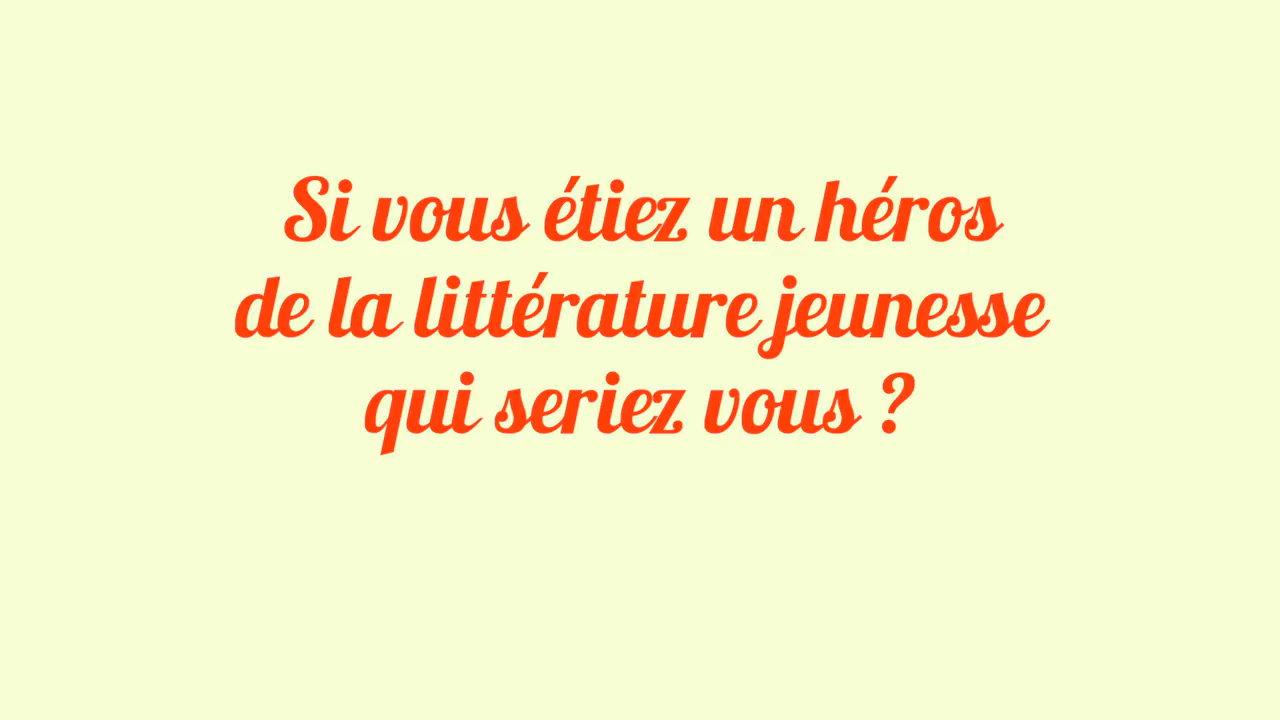 Si vous étiez un héros
de la littérature jeunesse
qui seriez vous ?